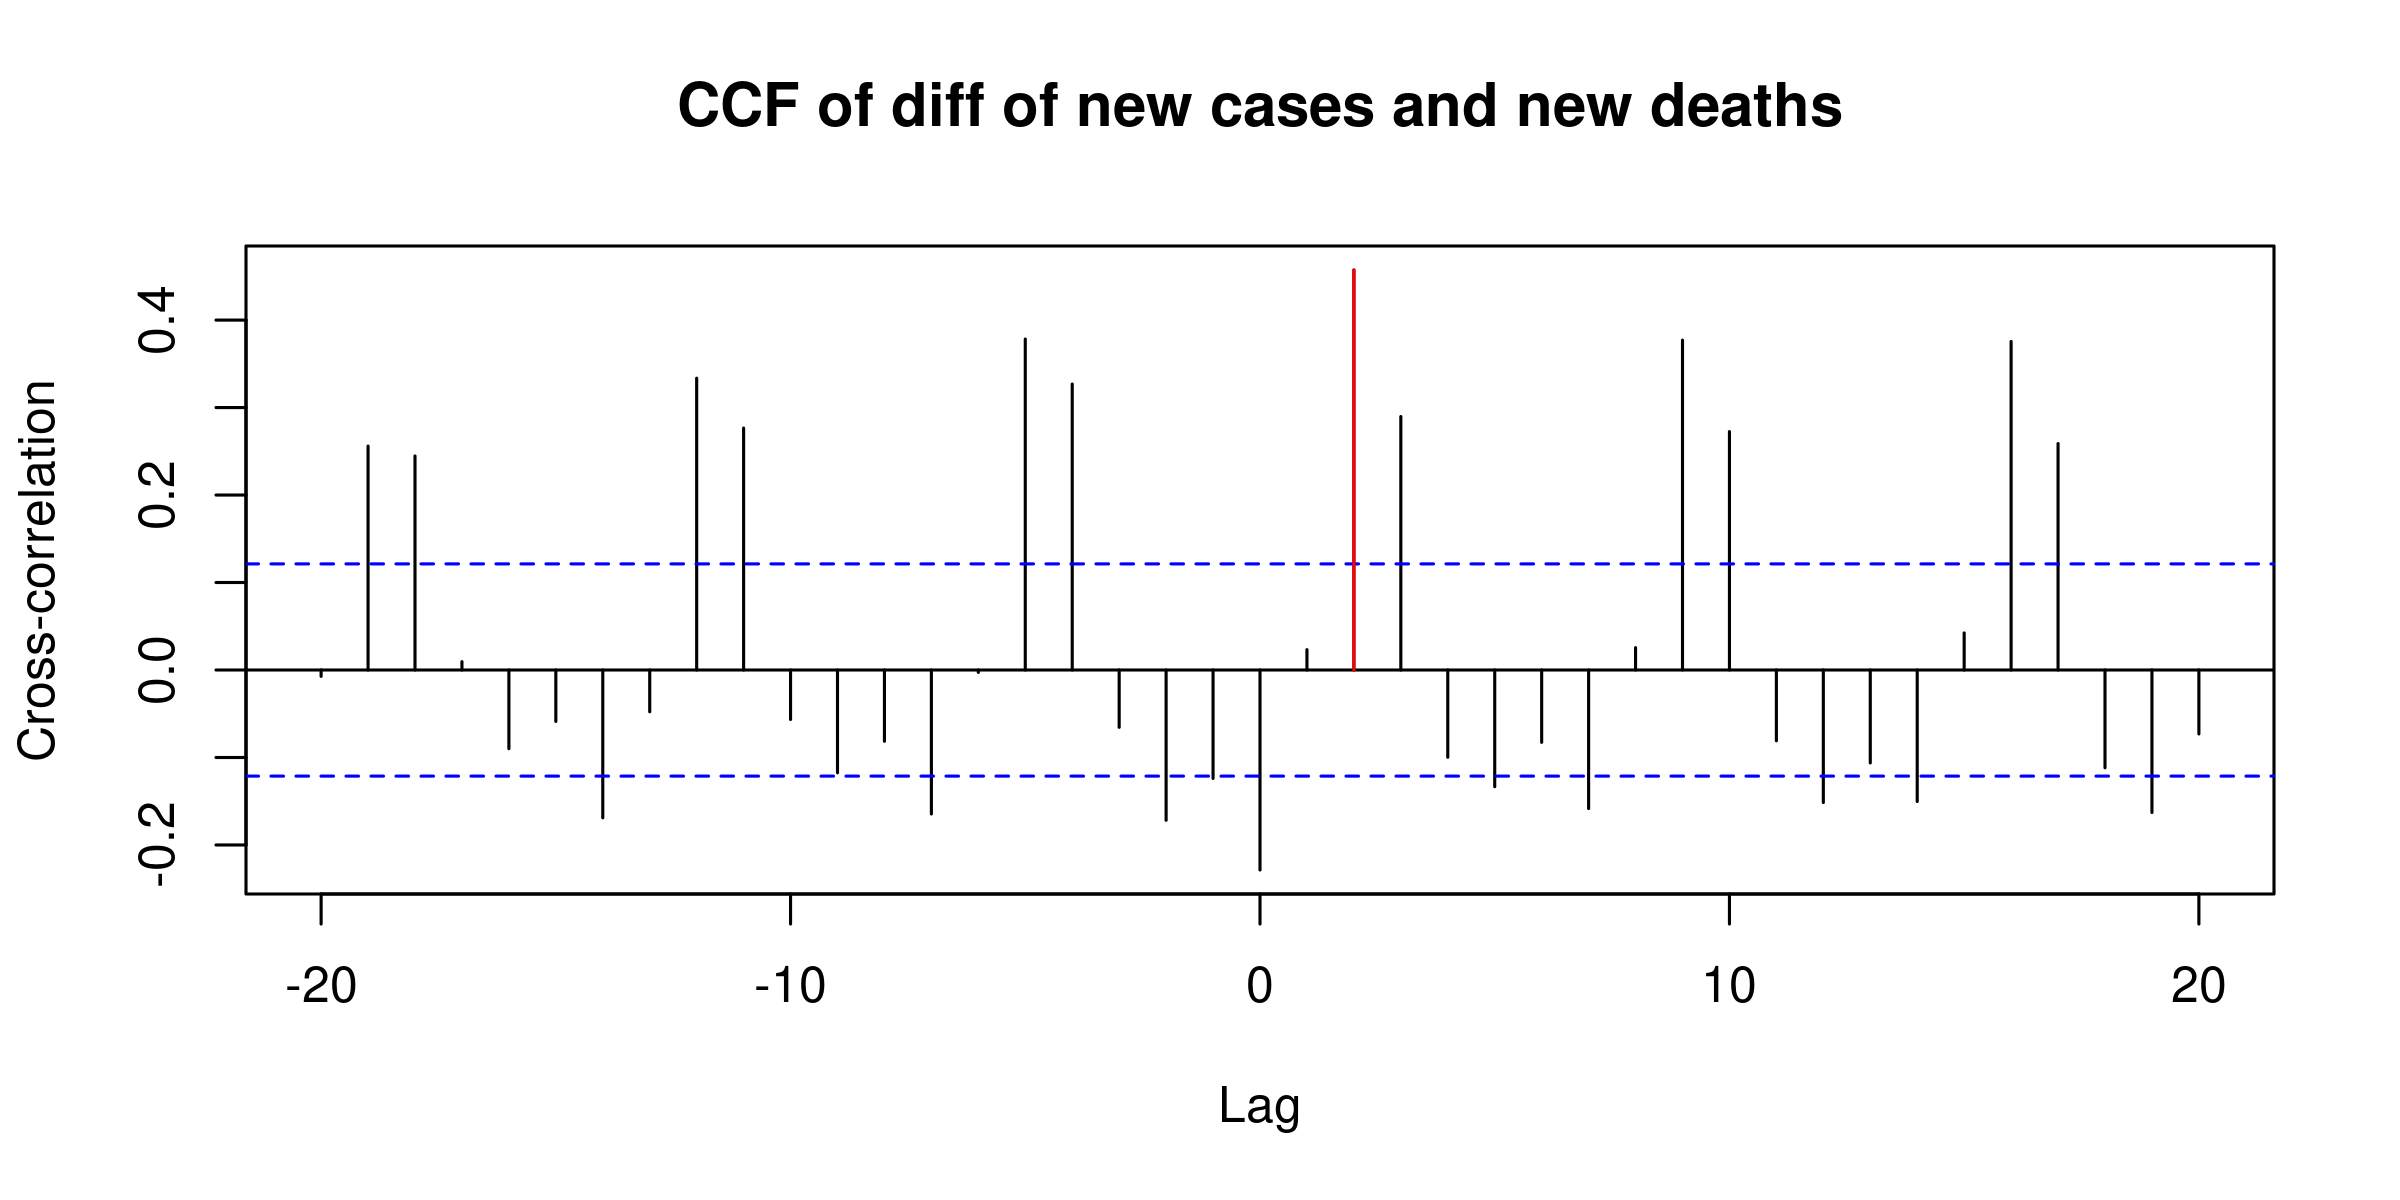 CCF of diff of new cases and new deaths
Cross-correlation
0.4
0.2
0.0
-0.2
-20 -10 0 10 20
Lag